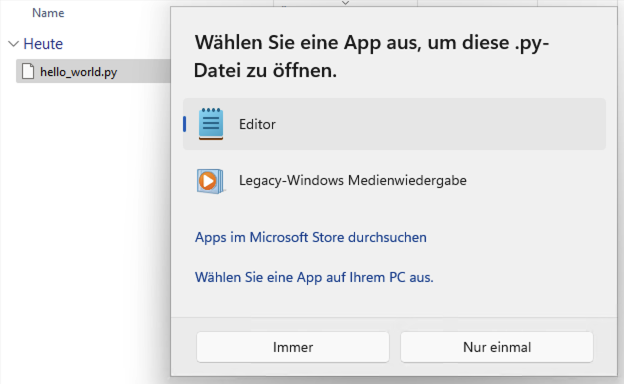 Name
Heute
hello_world.py
Wählen Sie eine App aus, um diese .py-
Datei zu öffnen.
Editor
Legacy-Windows Medienwiedergabe
Apps im Microsoft Store durchsuchen
Wählen Sie eine App auf Ihrem PC aus.
Immer
Nur einmal